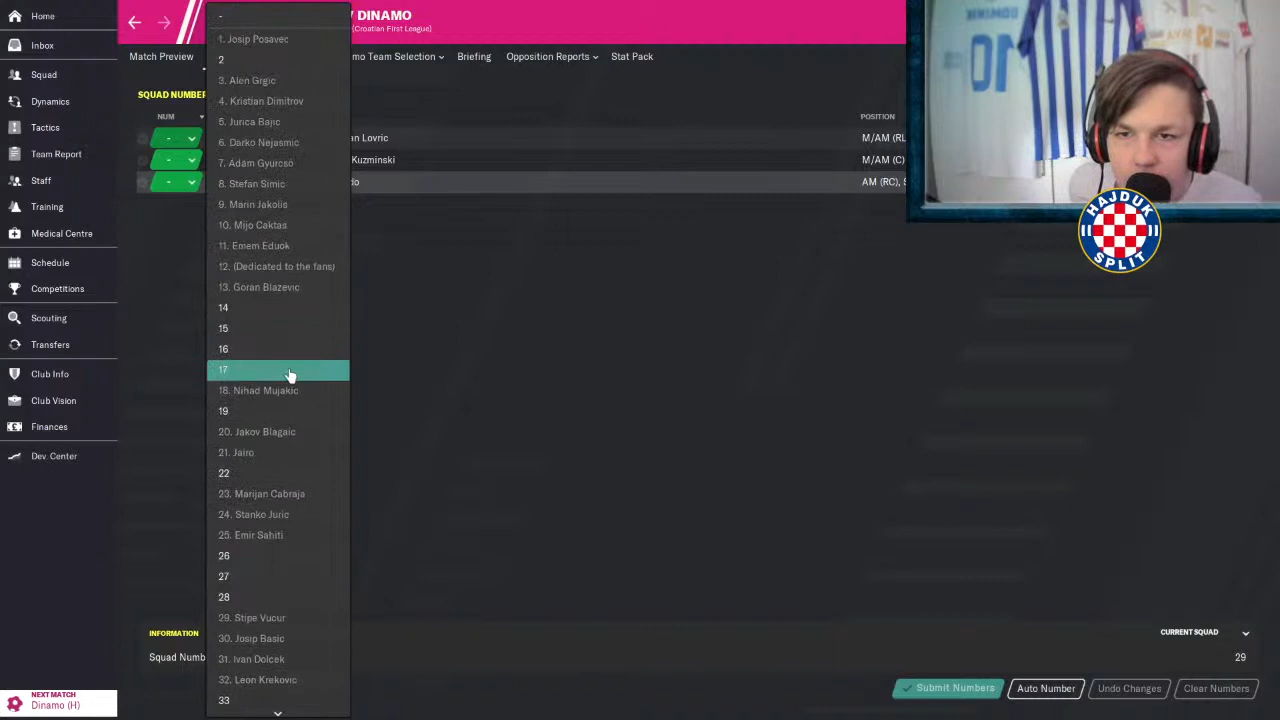 Home
Inbox
Squad
Dynamics
Tactics
Team Report
Staff
Training
Medical Centre
Schedule
Competitions
Scouting
Transfers
Club Info
Club Vision
Finances
Dev. Center
NEXT MATCH
Dinamo (H)
DINAMO
(Croatian First League)
Match Preview
mo Team Selection
Briefing
Opposition Reports
Stat Pack
SQUAD NUMBER
NUM
POSITION
-
an Lovric
M/AM (RL
-
Kuzminski
M/AM (C)
-
do
AM (RC), S
-
1. Josip Posavec
2
3. Alen Grgic
4. Kristian Dimitrov
5. Jurica Bajic
6. Darko Nejasmic
7. Adam Gyurcso
8. Stefan Simic
9. Marin Jakolis
10. Mijo Caktas
11. Emem Eduok
12. (Dedicated to the fans)
13. Goran Blazevic
14
15
16
17
18. Nihad Mujakic
19
20. Jakov Blagaic
21. Jairo
22
23. Marijan Cabraja
24. Stanko Juric
25. Emir Sahiti
26
27
28
29. Stipe Vucur
30. Josip Basic
31. Ivan Dolcek
32. Leon Krekovic
33
INFORMATION
Squad Numb
CURRENT SQUAD
29
Submit Numbers
Auto Number
Undo Changes
Clear Numbers
10
HAJDUK
SPLIT